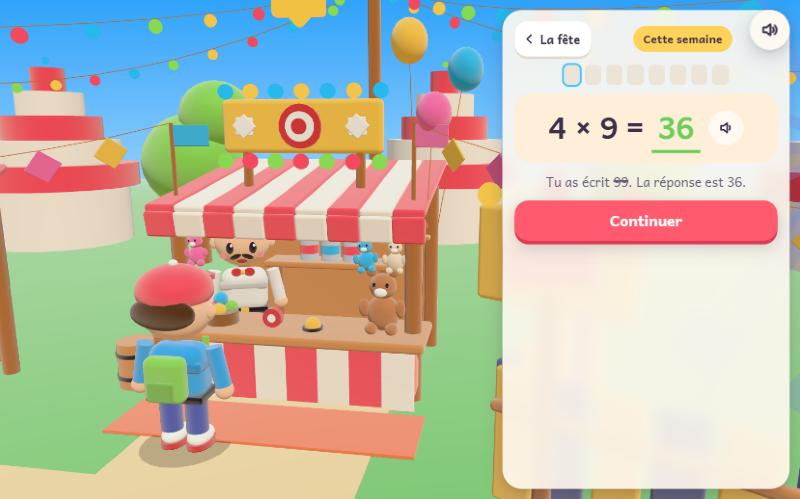 La fête
Cette semaine
4 × 9 = 36
Tu as écrit 99. La réponse est 36.
Continuer